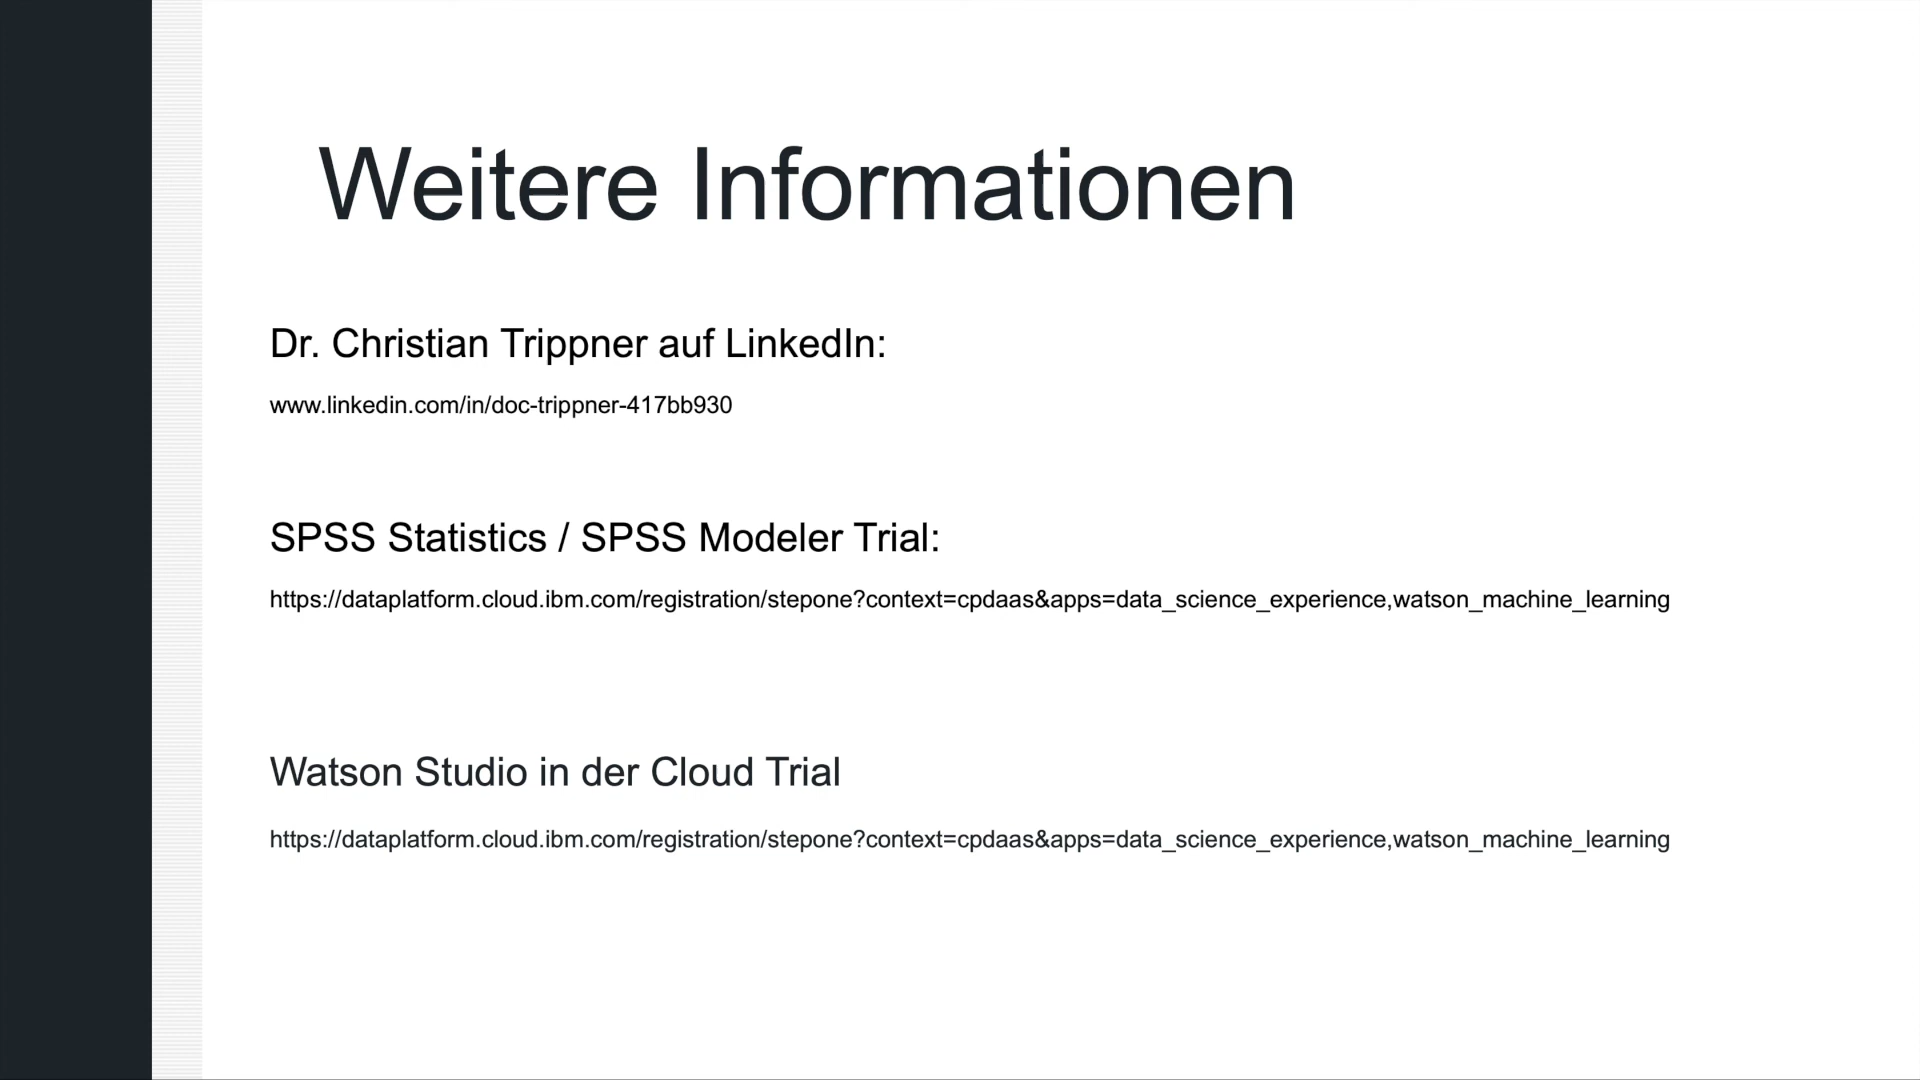 Weitere Informationen
Dr. Christian Trippner auf LinkedIn:
www.linkedin.com/in/doc-trippner-417bb930
SPSS Statistics / SPSS Modeler Trial:
https://dataplatform.cloud.ibm.com/registration/stepone?context=cpdaas&apps=data_science_experience,watson_machine_learning
Watson Studio in der Cloud Trial
https://dataplatform.cloud.ibm.com/registration/stepone?context=cpdaas&apps=data_science_experience,watson_machine_learning